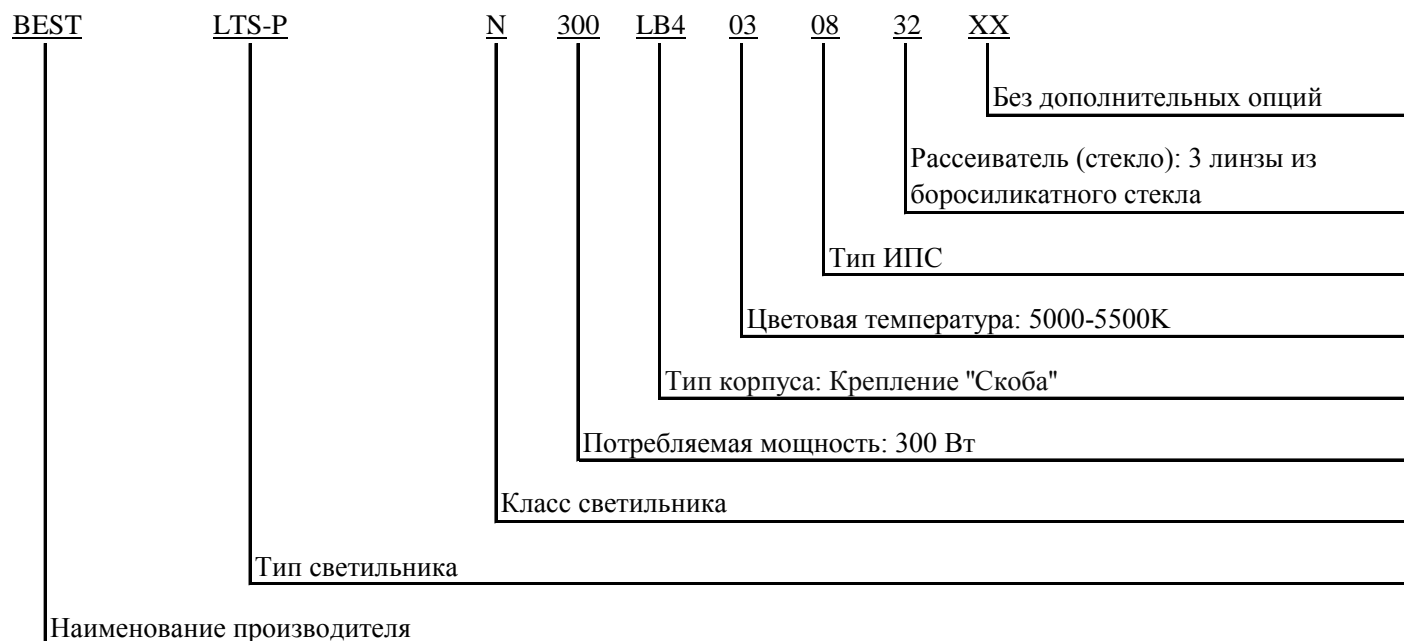 BEST LTS-P N 300 LB4 03 08 32 XX
Без дополнительных опций
Рассеиватель (стекло): 3 линзы из
боросиликатного стекла
Тип ИПС
Цветовая температура: 5000-5500K
Тип корпуса: Крепление "Скоба"
Потребляемая мощность: 300 Вт
Класс светильника
Тип светильника
Наименование производителя